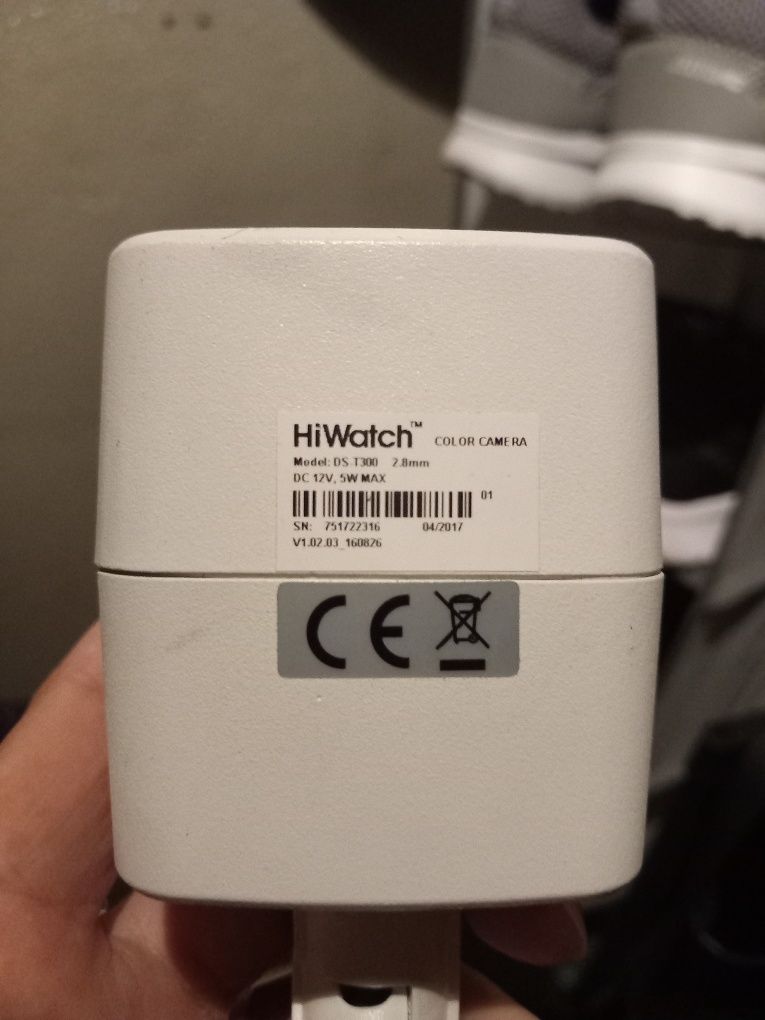 HiWatch™ COLOR CAMERA
Model: DS-T300 2.8mm
DC 12V, 5W MAX
01
SN: 751722316 04/2017
V1.02.03_160826
CE